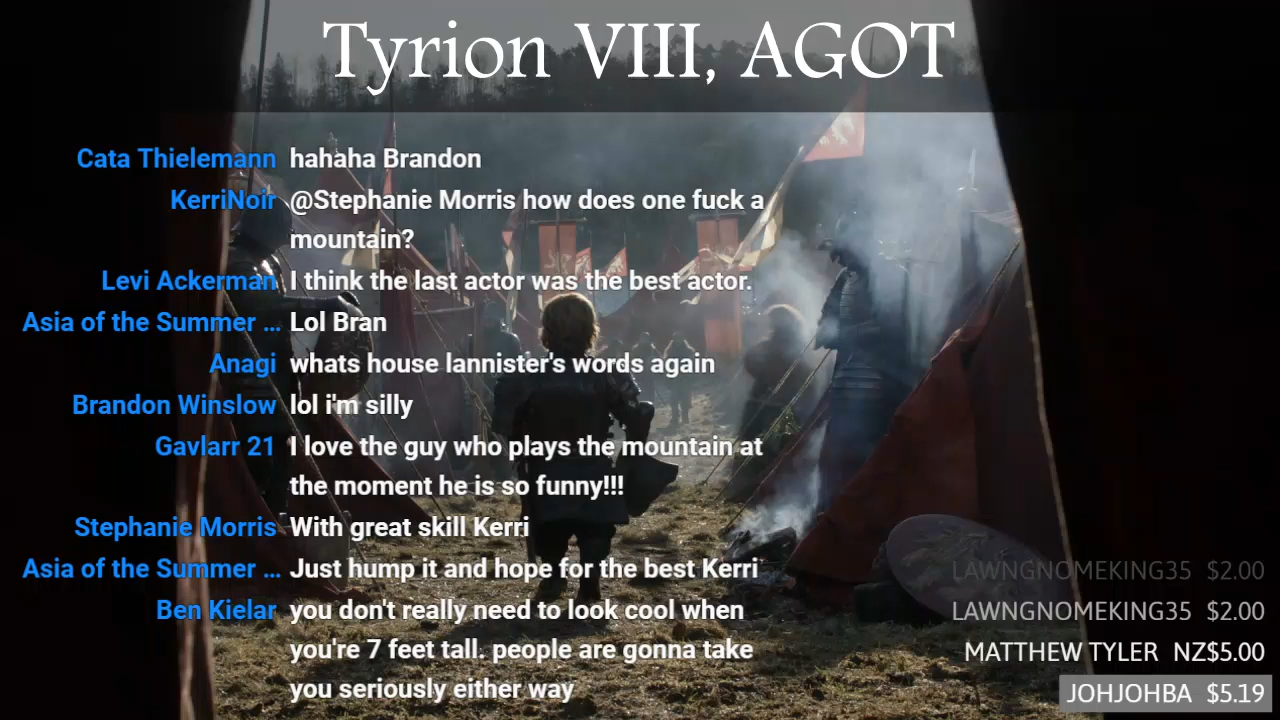 Tyrion VIII, AGOT
Cata Thielemann hahaha Brandon
KerriNoir @Stephanie Morris how does one fuck a
mountain?
Levi Ackerman I think the last actor was the best actor.
Asia of the Summer ... Lol Bran
Anagi whats house lannister's words again
Brandon Winslow lol i'm silly
Gavlarr 21 I love the guy who plays the mountain at
the moment he is so funny!!!
Stephanie Morris With great skill Kerri
Asia of the Summer ... Just hump it and hope for the best Kerri
LAWNGNOMEKING35 $2.00
Ben Kielar you don't really need to look cool when
LAWNGNOMEKING35 $2.00
you're 7 feet tall. people are gonna take
MATTHEW TYLER NZ$5.00
you seriously either way
JOHJOHBA $5.19